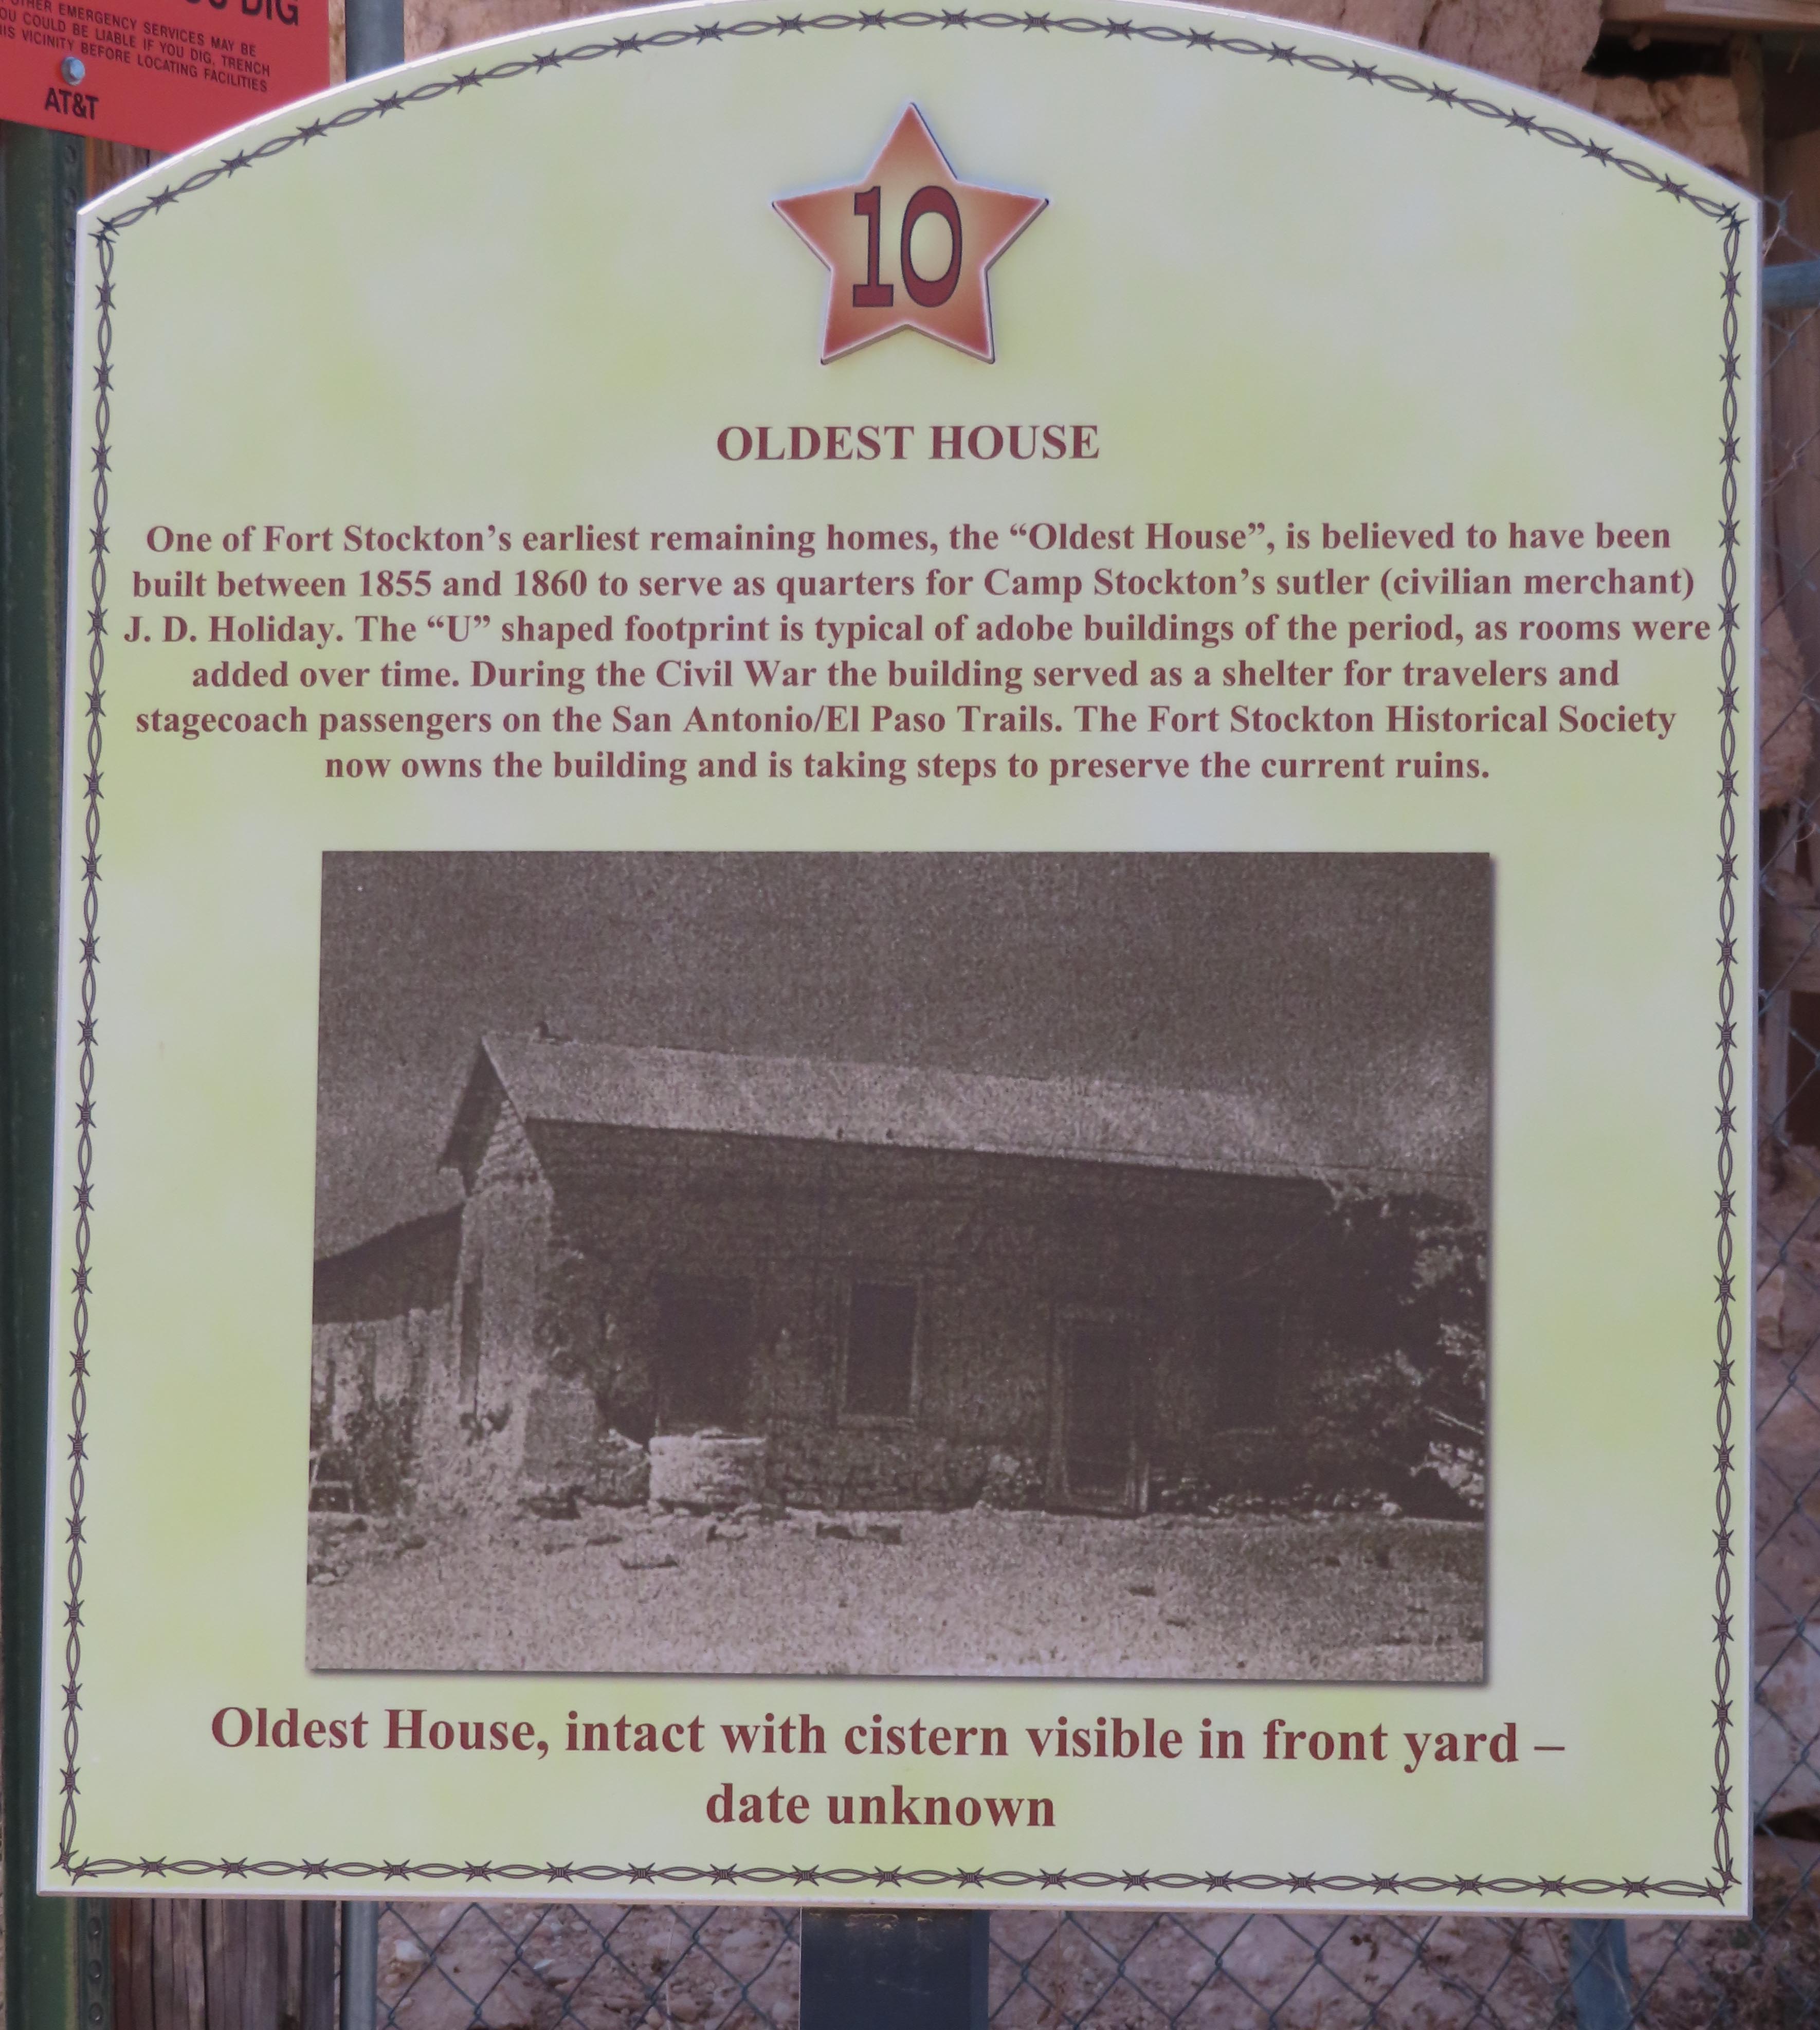 DIG
OTHER EMERGENCY SERVICES MAY BE
YOU COULD BE LIABLE IF YOU DIG, TRENCH
VICINITY BEFORE LOCATING FACILITIES
AT&T
10
OLDEST HOUSE
One of Fort Stockton’s earliest remaining homes, the “Oldest House”, is believed to have been
built between 1855 and 1860 to serve as quarters for Camp Stockton’s sutler (civilian merchant)
J. D. Holiday. The “U” shaped footprint is typical of adobe buildings of the period, as rooms were
added over time. During the Civil War the building served as a shelter for travelers and
stagecoach passengers on the San Antonio/El Paso Trails. The Fort Stockton Historical Society
now owns the building and is taking steps to preserve the current ruins.
Oldest House, intact with cistern visible in front yard –
date unknown